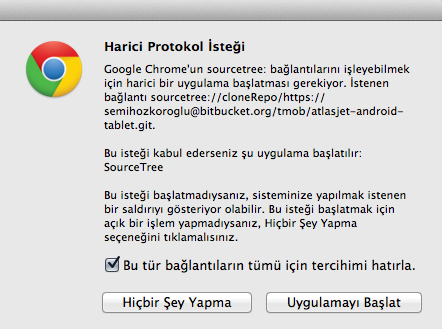 Harici Protokol İsteği
Google Chrome'un sourcetree: bağlantılarını işleyebilmek
için harici bir uygulama başlatması gerekiyor. İstenen
bağlantı sourcetree://cloneRepo/https://
semihozkoroglu@bitbucket.org/tmob/atlasjet-android-
tablet.git.
Bu isteği kabul ederseniz şu uygulama başlatılır:
SourceTree
Bu isteği başlatmadıysanız, sisteminize yapılmak istenen
bir saldırıyı gösteriyor olabilir. Bu isteği başlatmak için
açık bir işlem yapmadıysanız, Hiçbir Şey Yapma
seçeneğini tıklamalısınız.
Bu tür bağlantıların tümü için tercihimi hatırla.
Hiçbir Şey Yapma
Uygulamayı Başlat